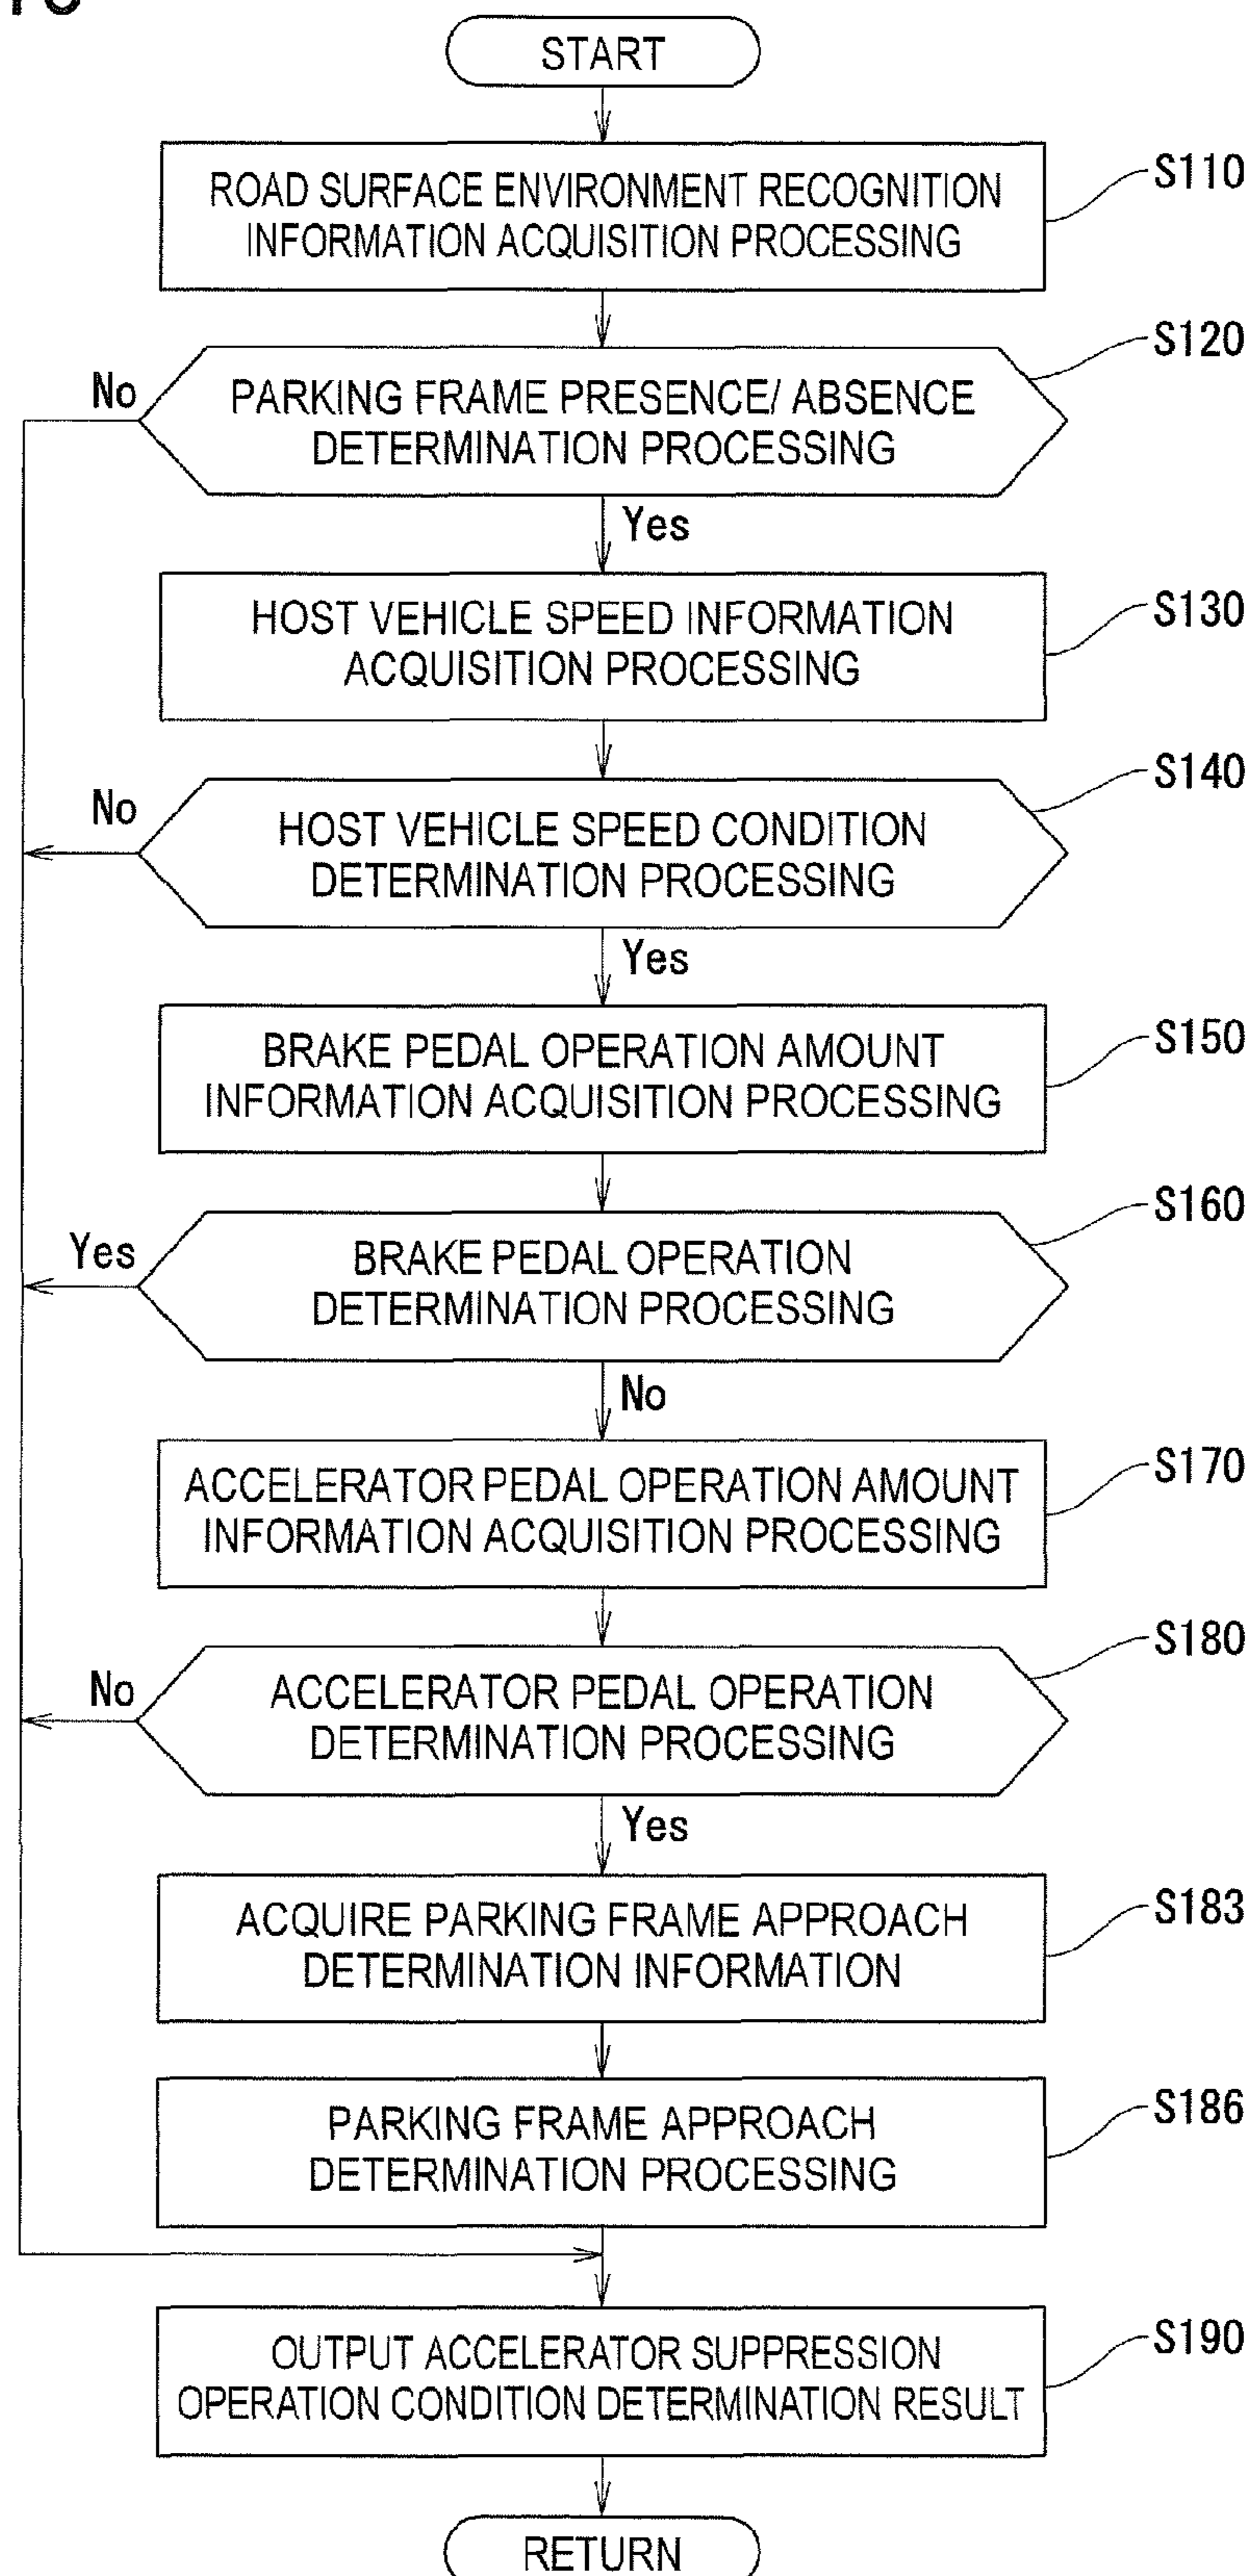 START
ROAD SURFACE ENVIRONMENT RECOGNITION
INFORMATION ACQUISITION PROCESSING
S110
PARKING FRAME PRESENCE/ ABSENCE
DETERMINATION PROCESSING
S120
No
Yes
HOST VEHICLE SPEED INFORMATION
ACQUISITION PROCESSING
S130
HOST VEHICLE SPEED CONDITION
DETERMINATION PROCESSING
S140
No
Yes
BRAKE PEDAL OPERATION AMOUNT
INFORMATION ACQUISITION PROCESSING
S150
BRAKE PEDAL OPERATION
DETERMINATION PROCESSING
S160
Yes
No
ACCELERATOR PEDAL OPERATION AMOUNT
INFORMATION ACQUISITION PROCESSING
S170
ACCELERATOR PEDAL OPERATION
DETERMINATION PROCESSING
S180
No
Yes
ACQUIRE PARKING FRAME APPROACH
DETERMINATION INFORMATION
S183
PARKING FRAME APPROACH
DETERMINATION PROCESSING
S186
OUTPUT ACCELERATOR SUPPRESSION
OPERATION CONDITION DETERMINATION RESULT
S190
RETURN